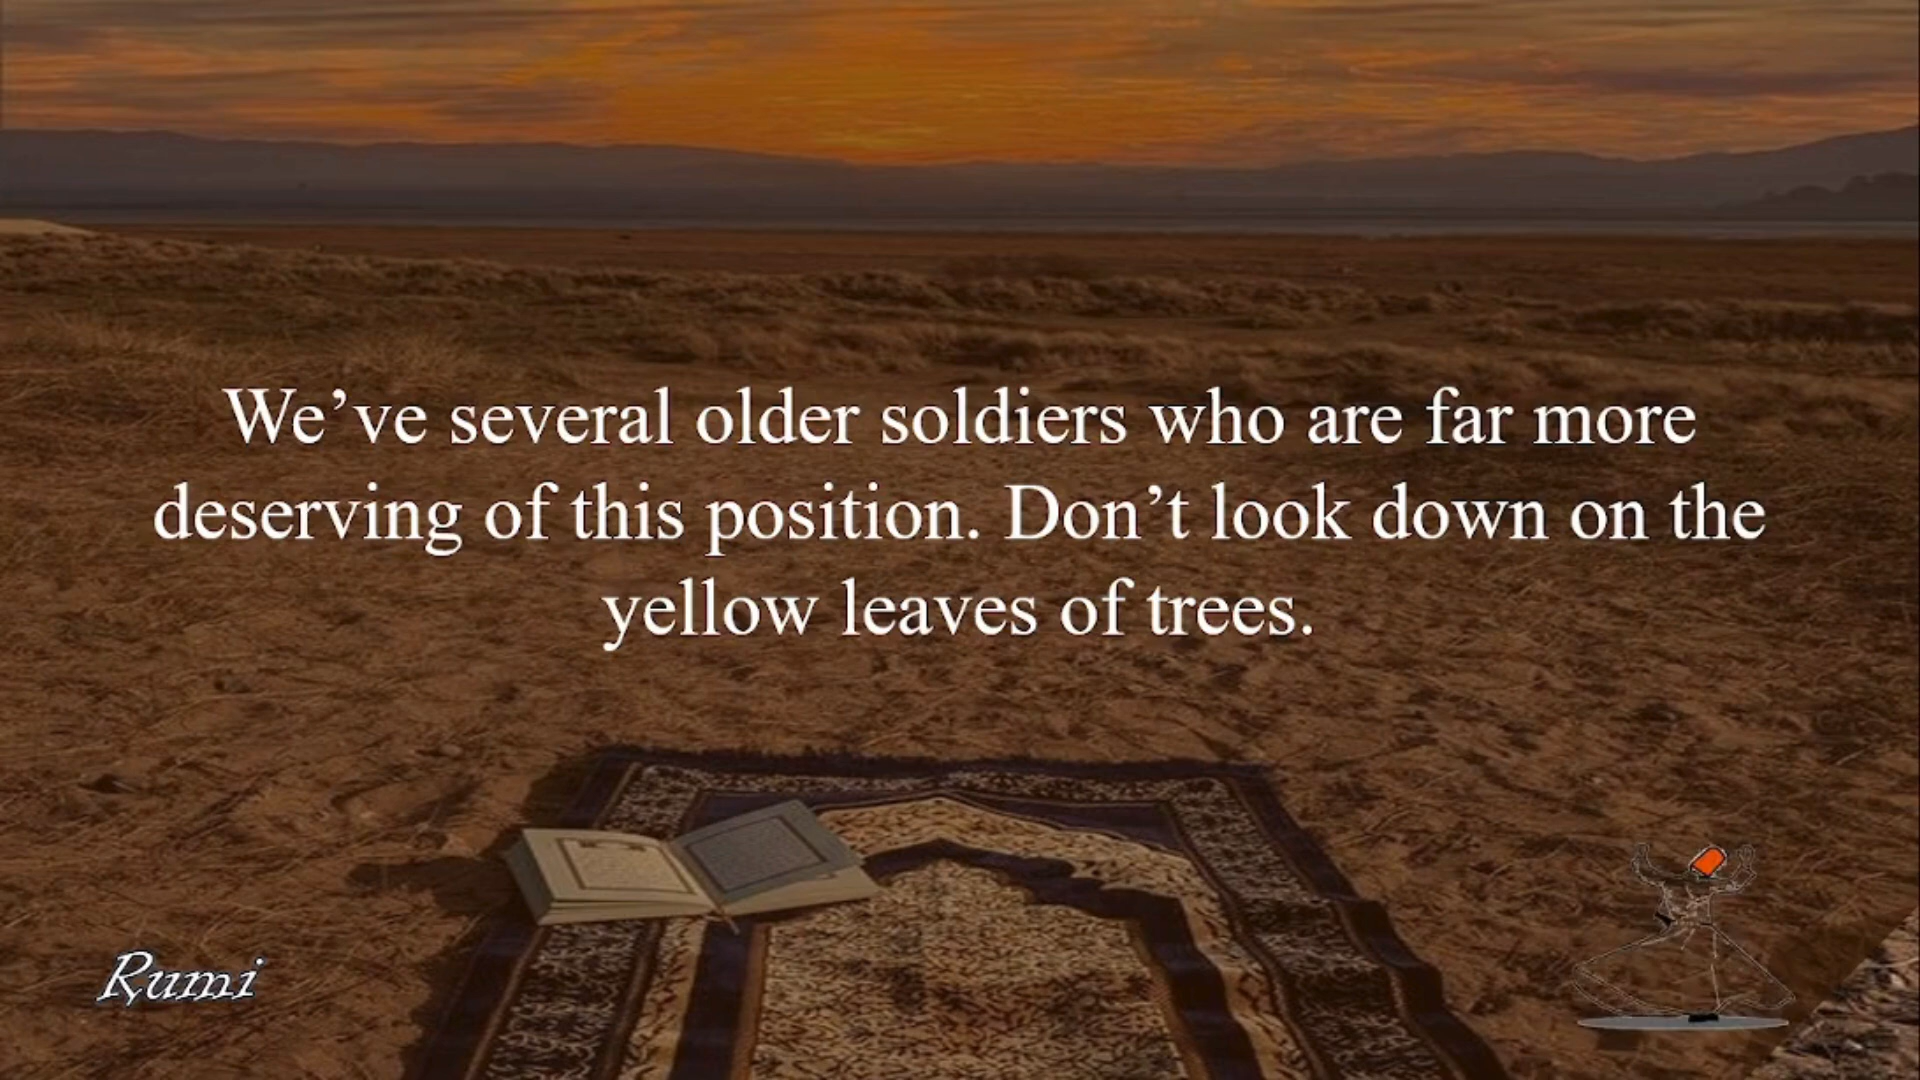 We’ve several older soldiers who are far more
deserving of this position. Don’t look down on the
yellow leaves of trees.
Rumi